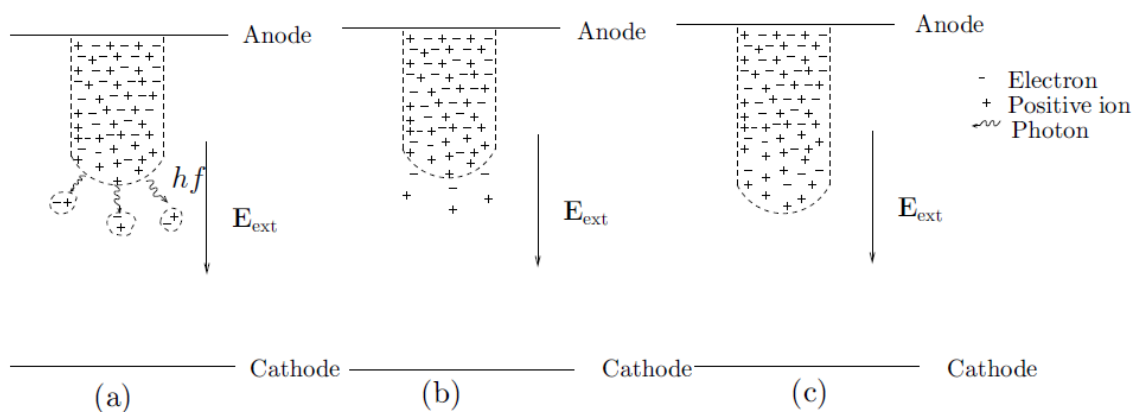 Anode
Anode
Anode
- Electron
+ Positive ion
Photon
hf
E_ext
E_ext
E_ext
Cathode
Cathode
Cathode
(a)
(b)
(c)